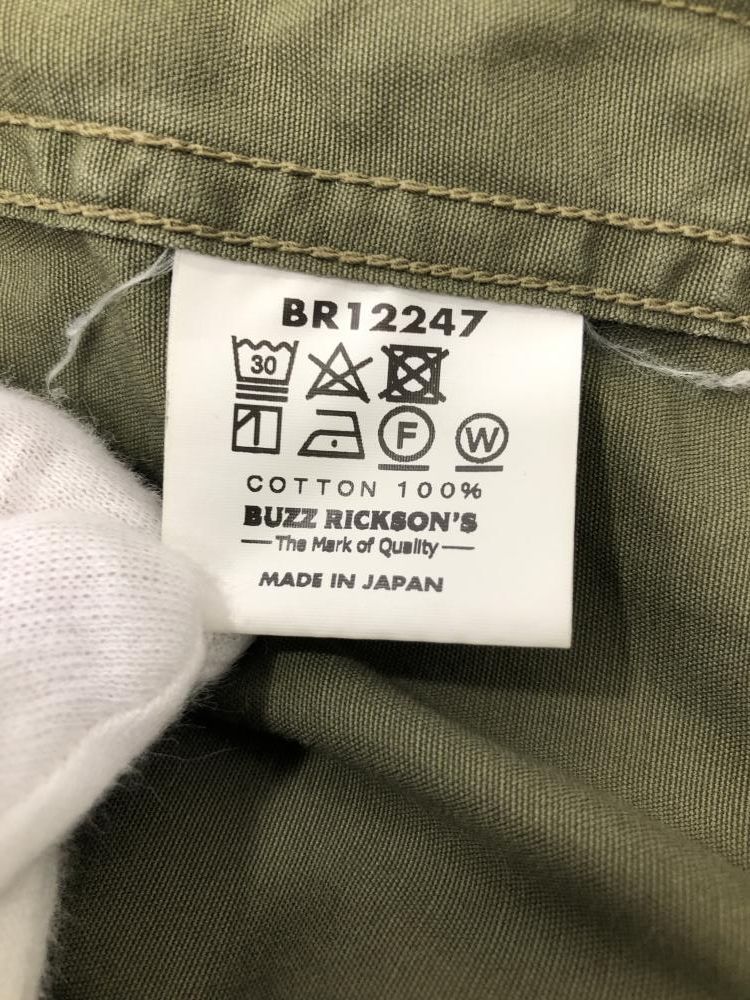 BR12247
30
F W
COTTON 100%
BUZZ RICKSON'S
The Mark of Quality
MADE IN JAPAN